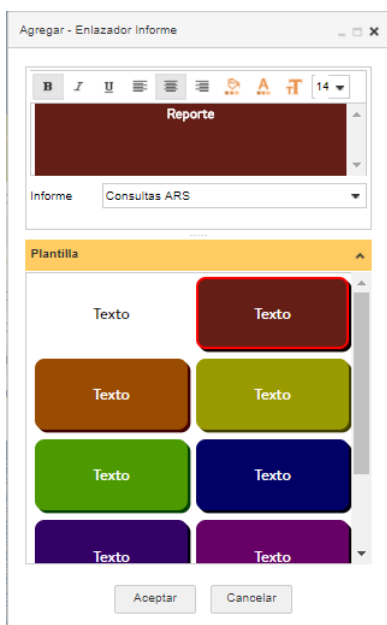 Agregar - Enlazador Informe
B I U 14
Reporte
Informe Consultas ARS
Plantilla
Texto Texto
Texto Texto
Texto Texto
Texto Texto
Aceptar Cancelar